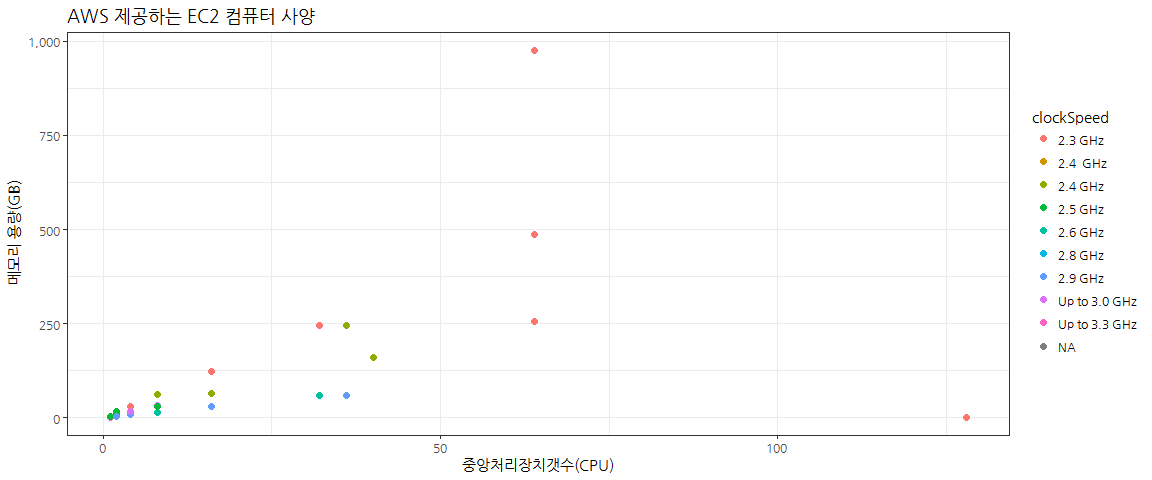 AWS 제공하는 EC2 컴퓨터 사양
1,000
750
500
250
0
메모리 용량(GB)
0
50
100
중앙처리장치갯수(CPU)
clockSpeed
2.3 GHz
2.4  GHz
2.4 GHz
2.5 GHz
2.6 GHz
2.8 GHz
2.9 GHz
Up to 3.0 GHz
Up to 3.3 GHz
NA